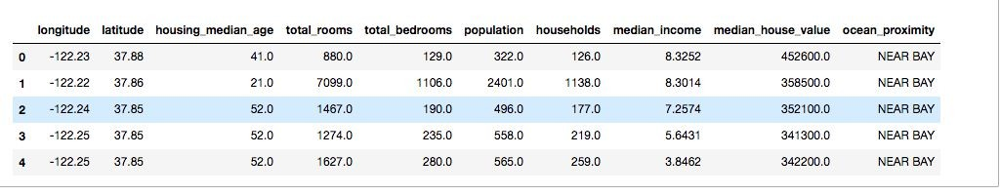 longitude latitude housing_median_age total_rooms total_bedrooms population households median_income median_house_value ocean_proximity
0 -122.23 37.88 41.0 880.0 129.0 322.0 126.0 8.3252 452600.0 NEAR BAY
1 -122.22 37.86 21.0 7099.0 1106.0 2401.0 1138.0 8.3014 358500.0 NEAR BAY
2 -122.24 37.85 52.0 1467.0 190.0 496.0 177.0 7.2574 352100.0 NEAR BAY
3 -122.25 37.85 52.0 1274.0 235.0 558.0 219.0 5.6431 341300.0 NEAR BAY
4 -122.25 37.85 52.0 1627.0 280.0 565.0 259.0 3.8462 342200.0 NEAR BAY